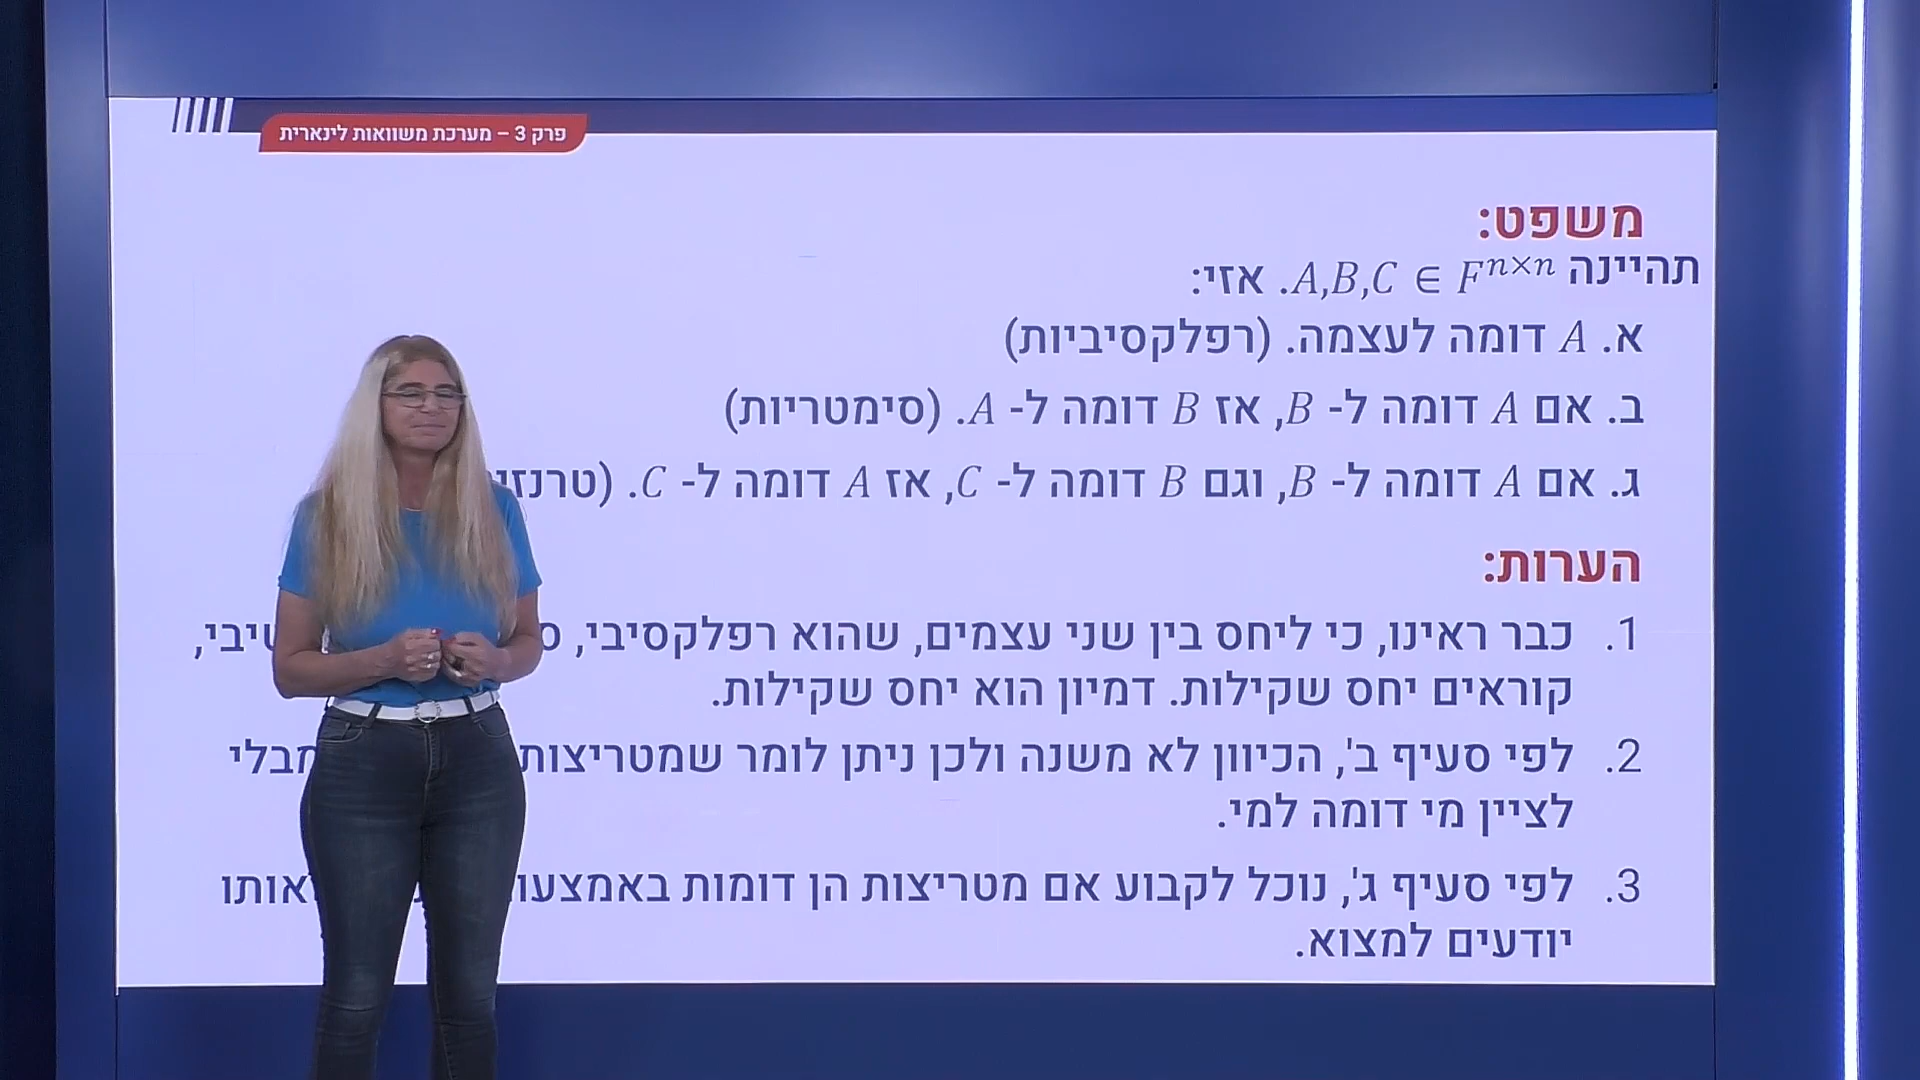 פרק 3 – מערכת משוואות לינארית
משפט:
תהיינה A,B,C ∈ F^{n×n}. אזי:
א. A דומה לעצמה. (רפלקסיביות)
ב. אם A דומה ל- B, אז B דומה ל- A. (סימטריות)
ג. אם A דומה ל- B, וגם B דומה ל- C, אז A דומה ל- C.
הערות:
1. כבר ראינו, כי ליחס בין שני עצמים, שהוא רפלקסיבי,
קוראים יחס שקילות. דמיון הוא יחס שקילות.
2. לפי סעיף ב', הכיוון לא משנה ולכן ניתן לומר שמטריצות מבלי
לציין מי דומה למי.
3. לפי סעיף ג', נוכל לקבוע אם מטריצות הן דומות אותו
יודעים למצוא.